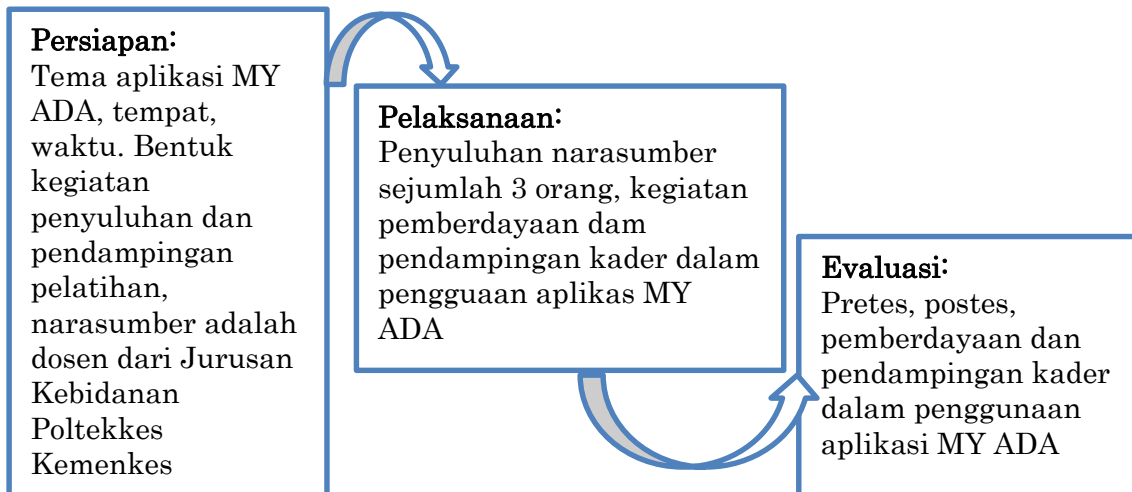 Persiapan:
Tema aplikasi MY
ADA, tempat,
waktu. Bentuk
kegiatan
penyuluhan dan
pendampingan
pelatihan,
narasumber adalah
dosen dari Jurusan
Kebidanan
Poltekkes
Kemenkes
Pelaksanaan:
Penyuluhan narasumber
sejumlah 3 orang, kegiatan
pemberdayaan dam
pendampingan kader dalam
pengguaan aplikas MY
ADA
Evaluasi:
Pretes, postes,
pemberdayaan dan
pendampingan kader
dalam penggunaan
aplikasi MY ADA